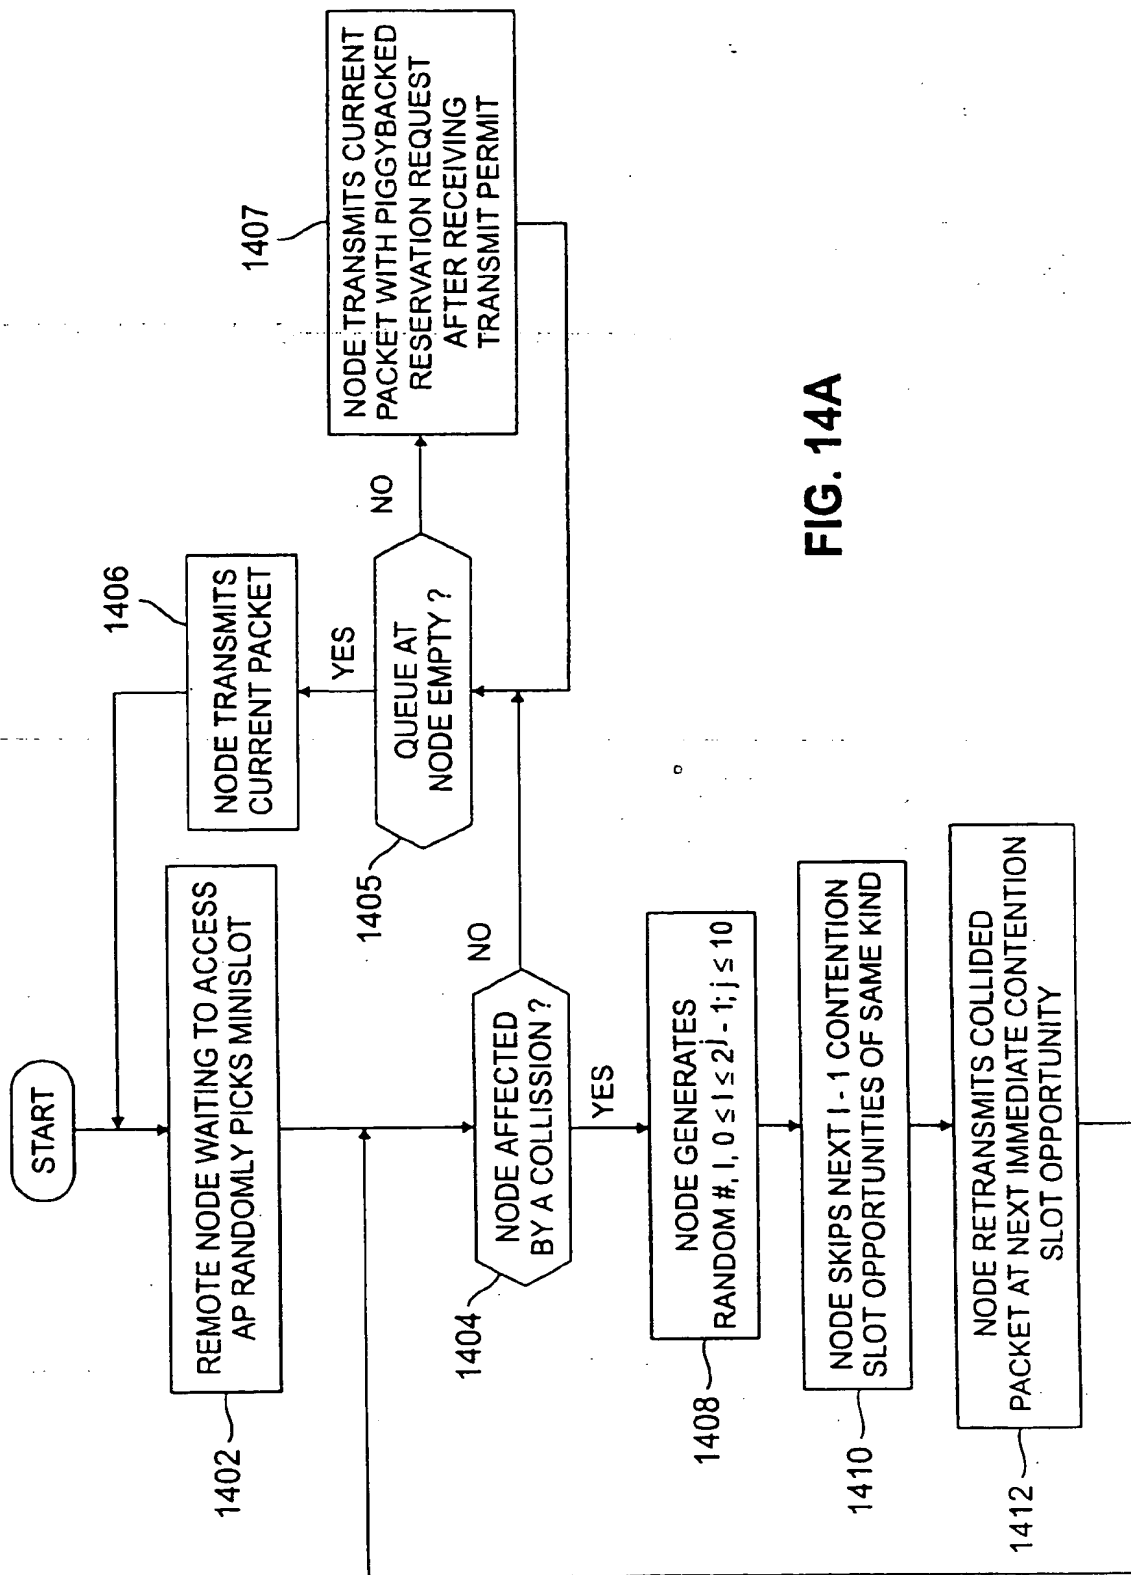 START
REMOTE NODE WAITING TO ACCESS
AP RANDOMLY PICKS MINISLOT
1402
NODE AFFECTED
BY A COLLISSION ?
1404
NO
YES
QUEUE AT
NODE EMPTY ?
1405
YES
NO
NODE TRANSMITS
CURRENT PACKET
1406
NODE TRANSMITS CURRENT
PACKET WITH PIGGYBACKED
RESERVATION REQUEST
AFTER RECEIVING
TRANSMIT PERMIT
1407
NODE GENERATES
RANDOM #, I, 0 ≤ I ≤ 2^j - 1; j ≤ 10
1408
NODE SKIPS NEXT I - 1 CONTENTION
SLOT OPPORTUNITIES OF SAME KIND
1410
NODE RETRANSMITS COLLIDED
PACKET AT NEXT IMMEDIATE CONTENTION
SLOT OPPORTUNITY
1412
FIG. 14A